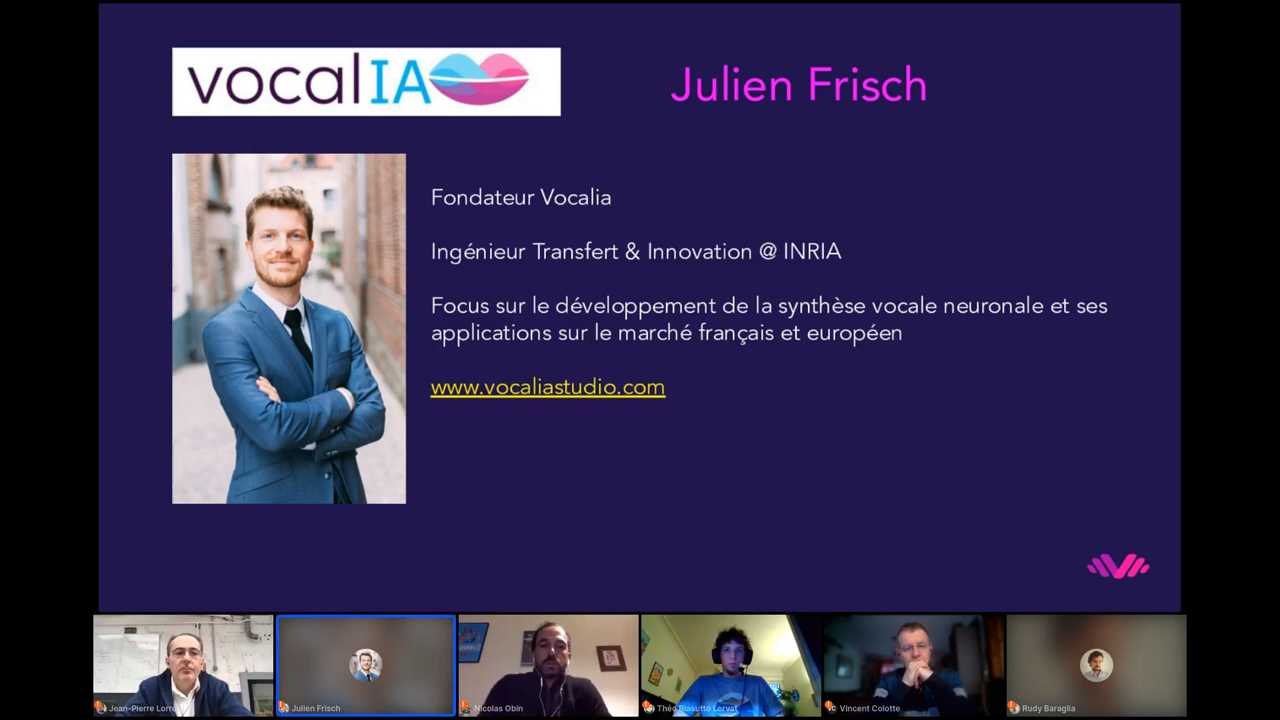 vocalIA
Julien Frisch
Fondateur Vocalia
Ingénieur Transfert & Innovation @ INRIA
Focus sur le développement de la synthèse vocale neuronale et ses
applications sur le marché français et européen
www.vocaliastudio.com
Jean-Pierre Lorré
Julien Frisch
Nicolas Obin
Théo Biasutto-Lervat
Vincent Colotte
Rudy Baraglia